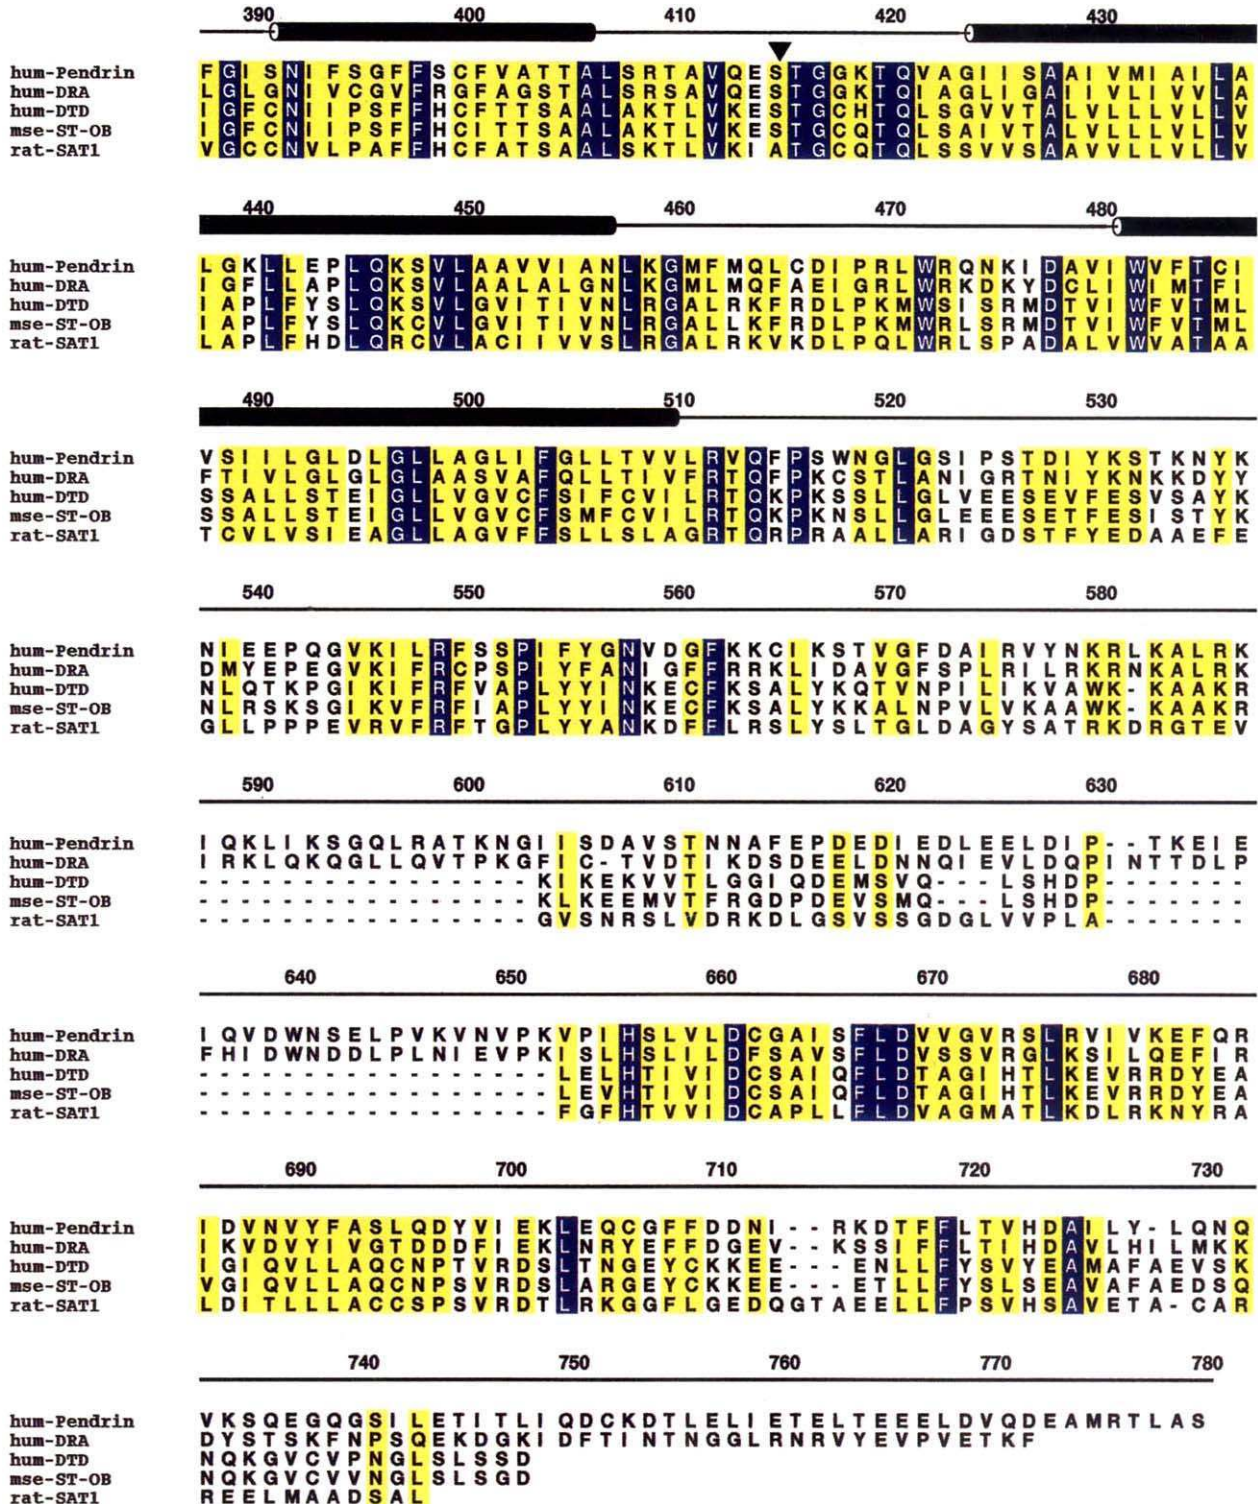 390 400 410 420 430
hum-Pendrin F G I S N I F S G F F S C F V A T T A L S R T A V Q E S T G G K T Q V A G I I S A A I V M I A I L A
hum-DRA L G L G N I V C G V F R G F A G S T A L S R S A V Q E S T G G K T Q I A G L I G A I I V L I V V L A
hum-DTD I G F C N I I P S F F H C F T T S A A L A K T L V K E S T G C H T Q L S G V V T A L V L L L V L L V
mse-ST-OB I G F C N I I P S F F H C I T T S A A L A K T L V K E S T G C Q T Q L S A I V T A L V L L L V L L V
rat-SAT1 V G C C N V L P A F F H C F A T S A A L S K T L V K I A T G C Q T Q L S S V V S A A V V L L V L L V
440 450 460 470 480
hum-Pendrin L G K L L E P L Q K S V L A A V V I A N L K G M F M Q L C D I P R L W R Q N K I D A V I W V F T C I
hum-DRA I G F L L A P L Q K S V L A A L A L G N L K G M L M Q F A E I G R L W R K D K Y D C L I W I M T F I
hum-DTD I A P L F Y S L Q K S V L G V I T I V N L R G A L R K F R D L P K M W S I S R M D T V I W F V T M L
mse-ST-OB I A P L F Y S L Q K C V L G V I T I V N L R G A L L K F R D L P K M W R L S R M D T V I W F V T M L
rat-SAT1 L A P L F H D L Q R C V L A C I I V V S L R G A L R K V K D L P Q L W R L S P A D A L V W V A T A A
490 500 510 520 530
hum-Pendrin V S I I L G L D L G L L A G L I F G L L T V V L R V Q F P S W N G L G S I P S T D I Y K S T K N Y K
hum-DRA F T I V L G L G L G L A A S V A F Q L L T I V F R T Q F P K C S T L A N I G R T N I Y K N K K D Y Y
hum-DTD S S A L L S T E I G L L V G V C F S I F C V I L R T Q K P K S S L L G L V E E S E V F E S V S A Y K
mse-ST-OB S S A L L S T E I G L L V G V C F S M F C V I L R T Q K P K N S L L G L E E E S E T F E S I S T Y K
rat-SAT1 T C V L V S I E A G L L A G V F F S L L S L A G R T Q R P R A A L L A R I G D S T F Y E D A A E F E
540 550 560 570 580
hum-Pendrin N I E E P Q G V K I L R F S S P I F Y G N V D G F K K C I K S T V G F D A I R V Y N K R L K A L R K
hum-DRA D M Y E P E G V K I F R C P S P I Y F A N I G F F R R K L I D A V G F S P L R I L R K R N K A L R K
hum-DTD N L Q T K P G I K I F R F V A P L Y Y I N K E C F K S A L Y K Q T V N P I L I K V A W K - K A A K R
mse-ST-OB N L R S K S G I K V F R F I A P L Y Y I N K E C F K S A L Y K K A L N P V L V K A A W K - K A A K R
rat-SAT1 G L L P P P E V R V F R F T G P L Y Y A N K D F F L R S L Y S L T G L D A G Y S A T R K D R G T E V
590 600 610 620 630
hum-Pendrin I Q K L I K S G Q L R A T K N G I I S D A V S T N N A F E P D E D I E D L E E L D I P - - T K E I E
hum-DRA I R K L Q K Q G L L Q V T P K G F I C - T V D T I K D S D E E L D N N Q I E V L D Q P I N T T D L P
hum-DTD - - - - - - - - - - - - - - - - K I K E K V V T L G G I Q D E M S V Q - - - L S H D P - - - - - - -
mse-ST-OB - - - - - - - - - - - - - - - - K L K E E M V T F R G D P D E V S M Q - - - L S H D P - - - - - - -
rat-SAT1 - - - - - - - - - - - - - - - - G V S N R S L V D R K D L G S V S S G D G L V V P L A - - - - - - -
640 650 660 670 680
hum-Pendrin I Q V D W N S E L P V K V N V P K V P I H S L V L D C G A I S F L D V V G V R S L R V I V K E F Q R
hum-DRA F H I D W N D D L P L N I E V P K I S L H S L I L D F S A V S F L D V S S V R G L K S I L Q E F I R
hum-DTD - - - - - - - - - - - - - - - - - L E L H T I V I D C S A I Q F L D T A G I H T L K E V R R D Y E A
mse-ST-OB - - - - - - - - - - - - - - - - - L E V H T I V I D C S A I Q F L D T A G I H T L K E V R R D Y E A
rat-SAT1 - - - - - - - - - - - - - - - - - F G F H T V V I D C A P L L F L D V A G M A T L K D L R K N Y R A
690 700 710 720 730
hum-Pendrin I D V N V Y F A S L Q D Y V I E K L E Q C G F F D D N I - - R K D T F F L T V H D A I L Y - L Q N Q
hum-DRA I K V D V Y I V G T D D D F I E K L N R Y E F F D G E V - - K S S I F F L T I H D A V L H I L M K K
hum-DTD I G I Q V L L A Q C N P T V R D S L T N G E Y C K K E E - - - E N L L F Y S V Y E A M A F A E V S K
mse-ST-OB V G I Q V L L A Q C N P S V R D S L A R G E Y C K K E E - - - E T L L F Y S L S E A V A F A E D S Q
rat-SAT1 L D I T L L L A C C S P S V R D T L R K G G F L G E D Q G T A E E L L F P S V H S A V E T A - C A R
740 750 760 770 780
hum-Pendrin V K S Q E G Q G S I L E T I T L I Q D C K D T L E L I E T E L T E E E L D V Q D E A M R T L A S
hum-DRA D Y S T S K F N P S Q E K D G K I D F T I N T N G G L R N R V Y E V P V E T K F
hum-DTD N Q K G V C V P N G L S L S S D
mse-ST-OB N Q K G V C V V N G L S L S G D
rat-SAT1 R E E L M A A D S A L